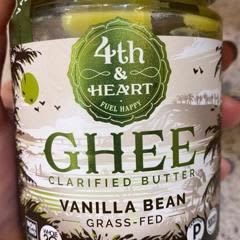 4th
&
HEART
FUEL HAPPY
GHEE
CLARIFIED BUTTER
VANILLA BEAN
GRASS-FED
P